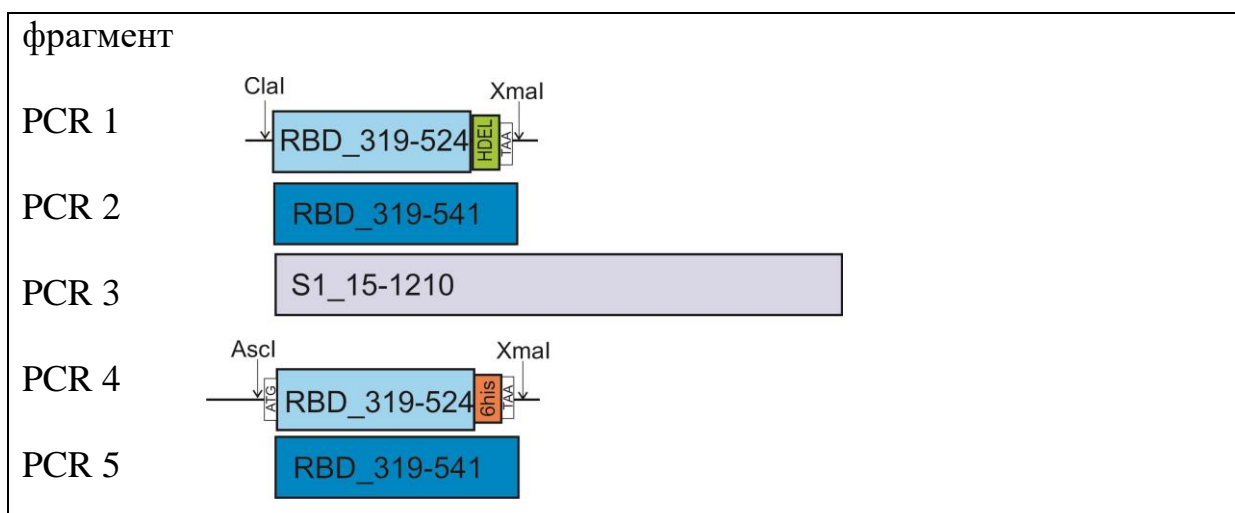 фрагмент
ClaI XmaI
PCR 1 RBD_319-524 HDEL TAA
PCR 2 RBD_319-541
PCR 3 S1_15-1210
AscI XmaI
PCR 4 ATG RBD_319-524 6his TAA
PCR 5 RBD_319-541